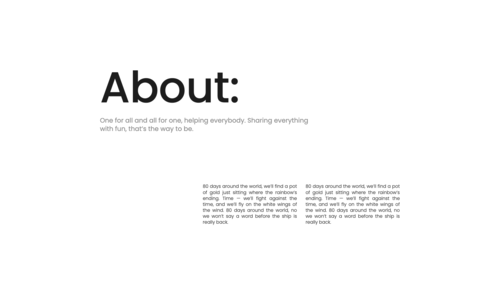 About:
One for all and all for one, helping everybody. Sharing everything
with fun, that's the way to be.
80 days around the world, we'll find a pot
of gold just sitting where the rainbow's
ending. Time — we'll fight against the
time, and we'll fly on the white wings of
the wind. 80 days around the world, no
we won't say a word before the ship is
really back.
80 days around the world, we'll find a pot
of gold just sitting where the rainbow's
ending. Time — we'll fight against the
time, and we'll fly on the white wings of
the wind. 80 days around the world, no
we won't say a word before the ship is
really back.